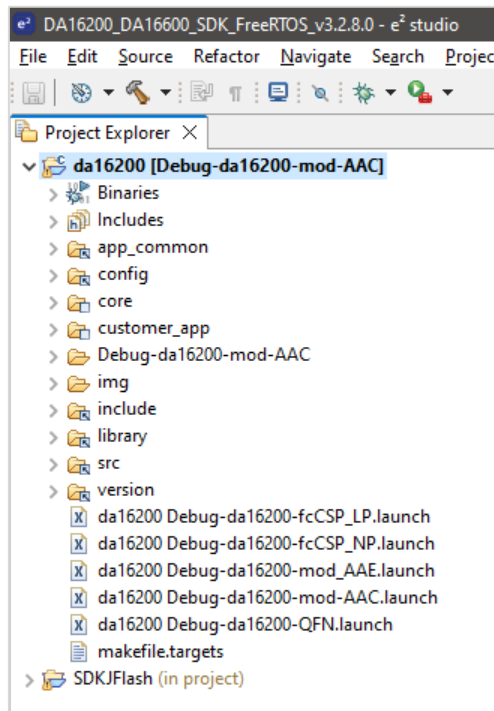 DA16200_DA16600_SDK_FreeRTOS_v3.2.8.0 - e² studio
File Edit Source Refactor Navigate Search Projec
Project Explorer
da16200 [Debug-da16200-mod-AAC]
Binaries
Includes
app_common
config
core
customer_app
Debug-da16200-mod-AAC
img
include
library
src
version
da16200 Debug-da16200-fcCSP_LP.launch
da16200 Debug-da16200-fcCSP_NP.launch
da16200 Debug-da16200-mod_AAE.launch
da16200 Debug-da16200-mod-AAC.launch
da16200 Debug-da16200-QFN.launch
makefile.targets
SDKJFlash (in project)